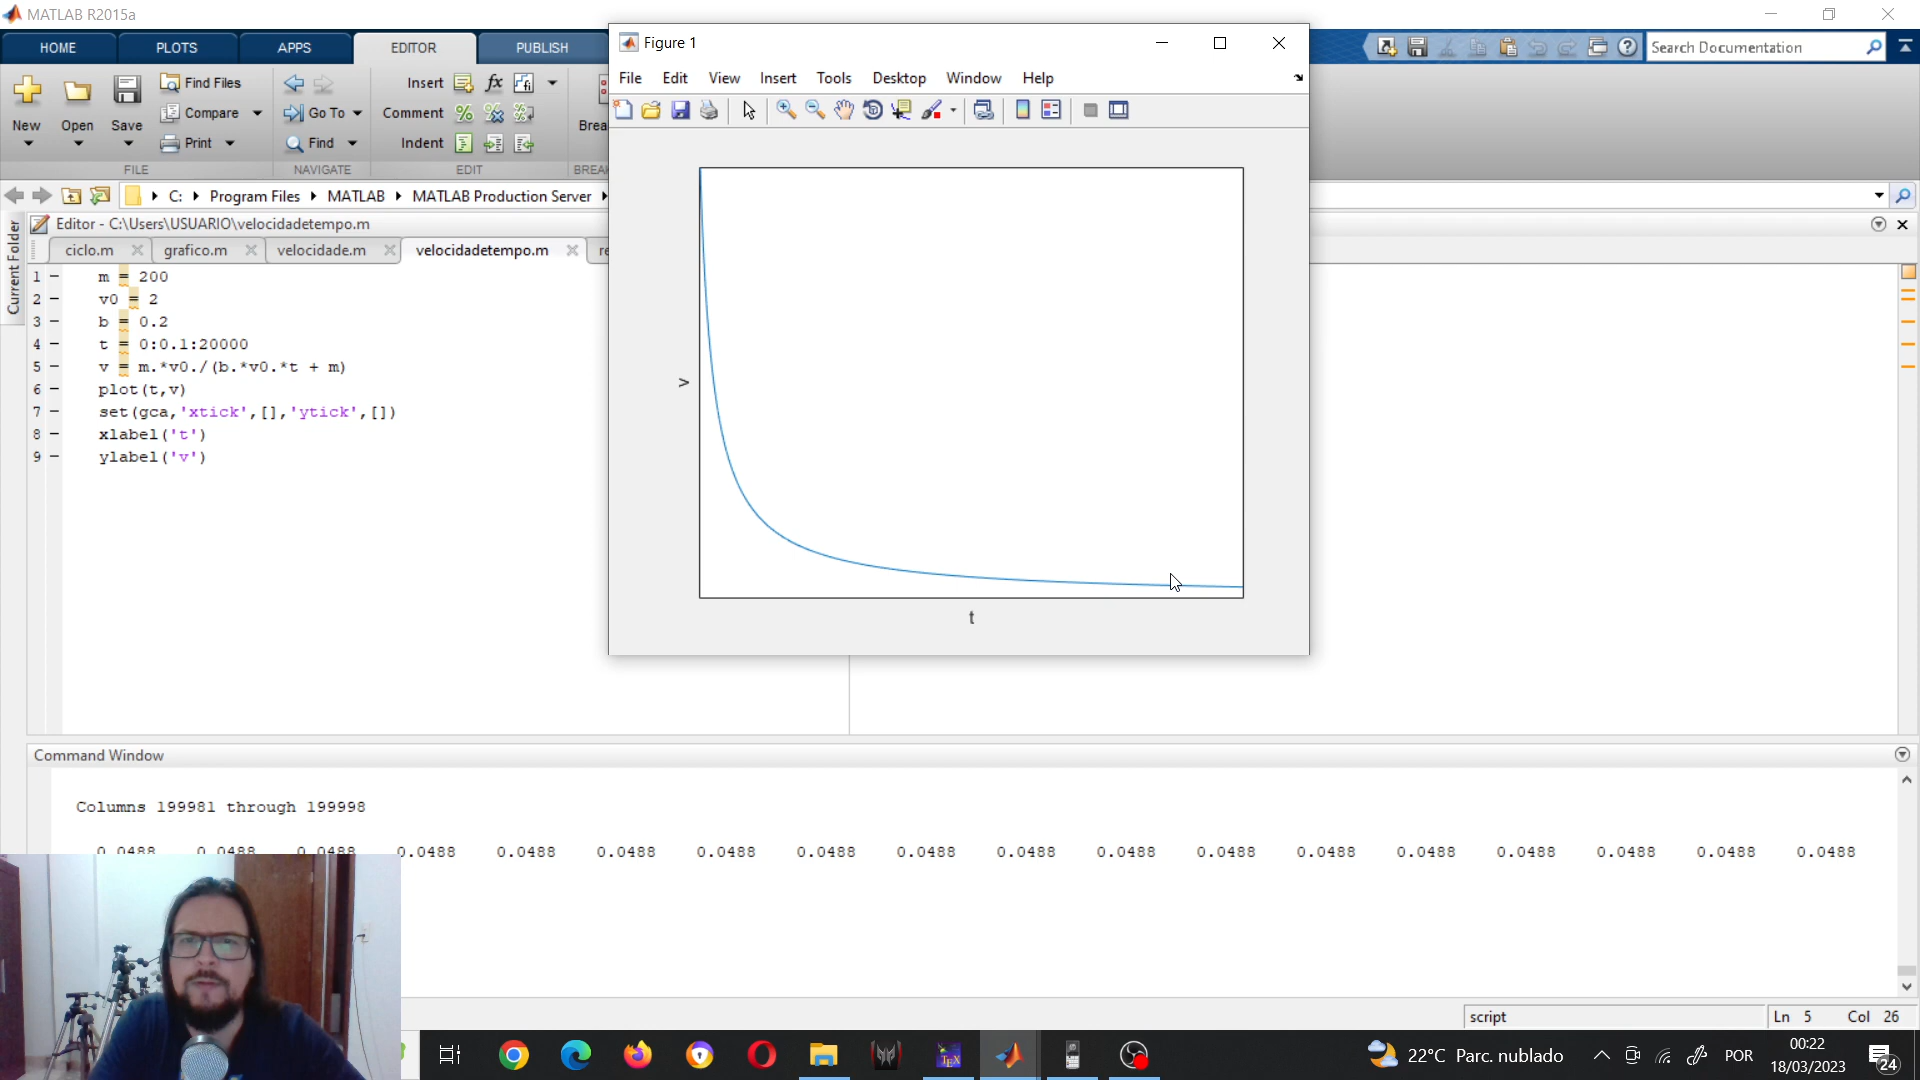 MATLAB R2015a
HOME PLOTS APPS EDITOR PUBLISH
Search Documentation
Figure 1
File Edit View Insert Tools Desktop Window Help
New Open Save
Find Files
Compare
Print
Go To
Find
Insert
Comment
Indent
FILE NAVIGATE EDIT
C: Program Files MATLAB MATLAB Production Server
Current Folder
Editor - C:\Users\USUARIO\velocidadetempo.m
ciclo.m grafico.m velocidade.m velocidadetempo.m
1 - m = 200
2 - v0 = 2
3 - b = 0.2
4 - t = 0:0.1:20000
5 - v = m.*v0./(b.*v0.*t + m)
6 - plot(t,v)
7 - set(gca,'xtick',[],'ytick',[])
8 - xlabel('t')
9 - ylabel('v')
v
t
Command Window
Columns 199981 through 199998
0.0488 0.0488 0.0488 0.0488 0.0488 0.0488 0.0488 0.0488 0.0488 0.0488 0.0488 0.0488 0.0488 0.0488 0.0488 0.0488 0.0488 0.0488
script
Ln 5 Col 26
22°C Parc. nublado
POR
00:22
18/03/2023
24